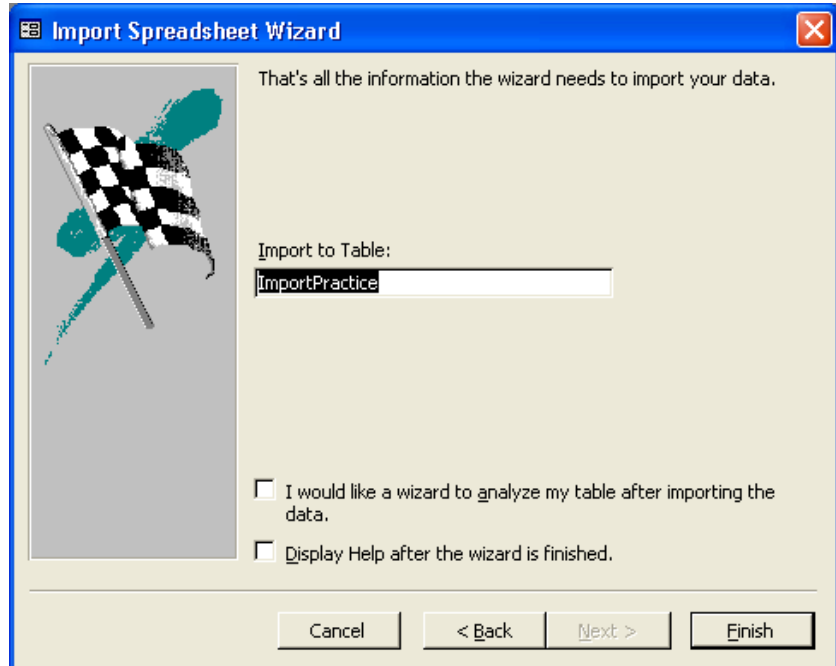 Import Spreadsheet Wizard
That's all the information the wizard needs to import your data.
Import to Table:
ImportPractice
I would like a wizard to analyze my table after importing the
data.
Display Help after the wizard is finished.
Cancel
< Back
Next >
Finish